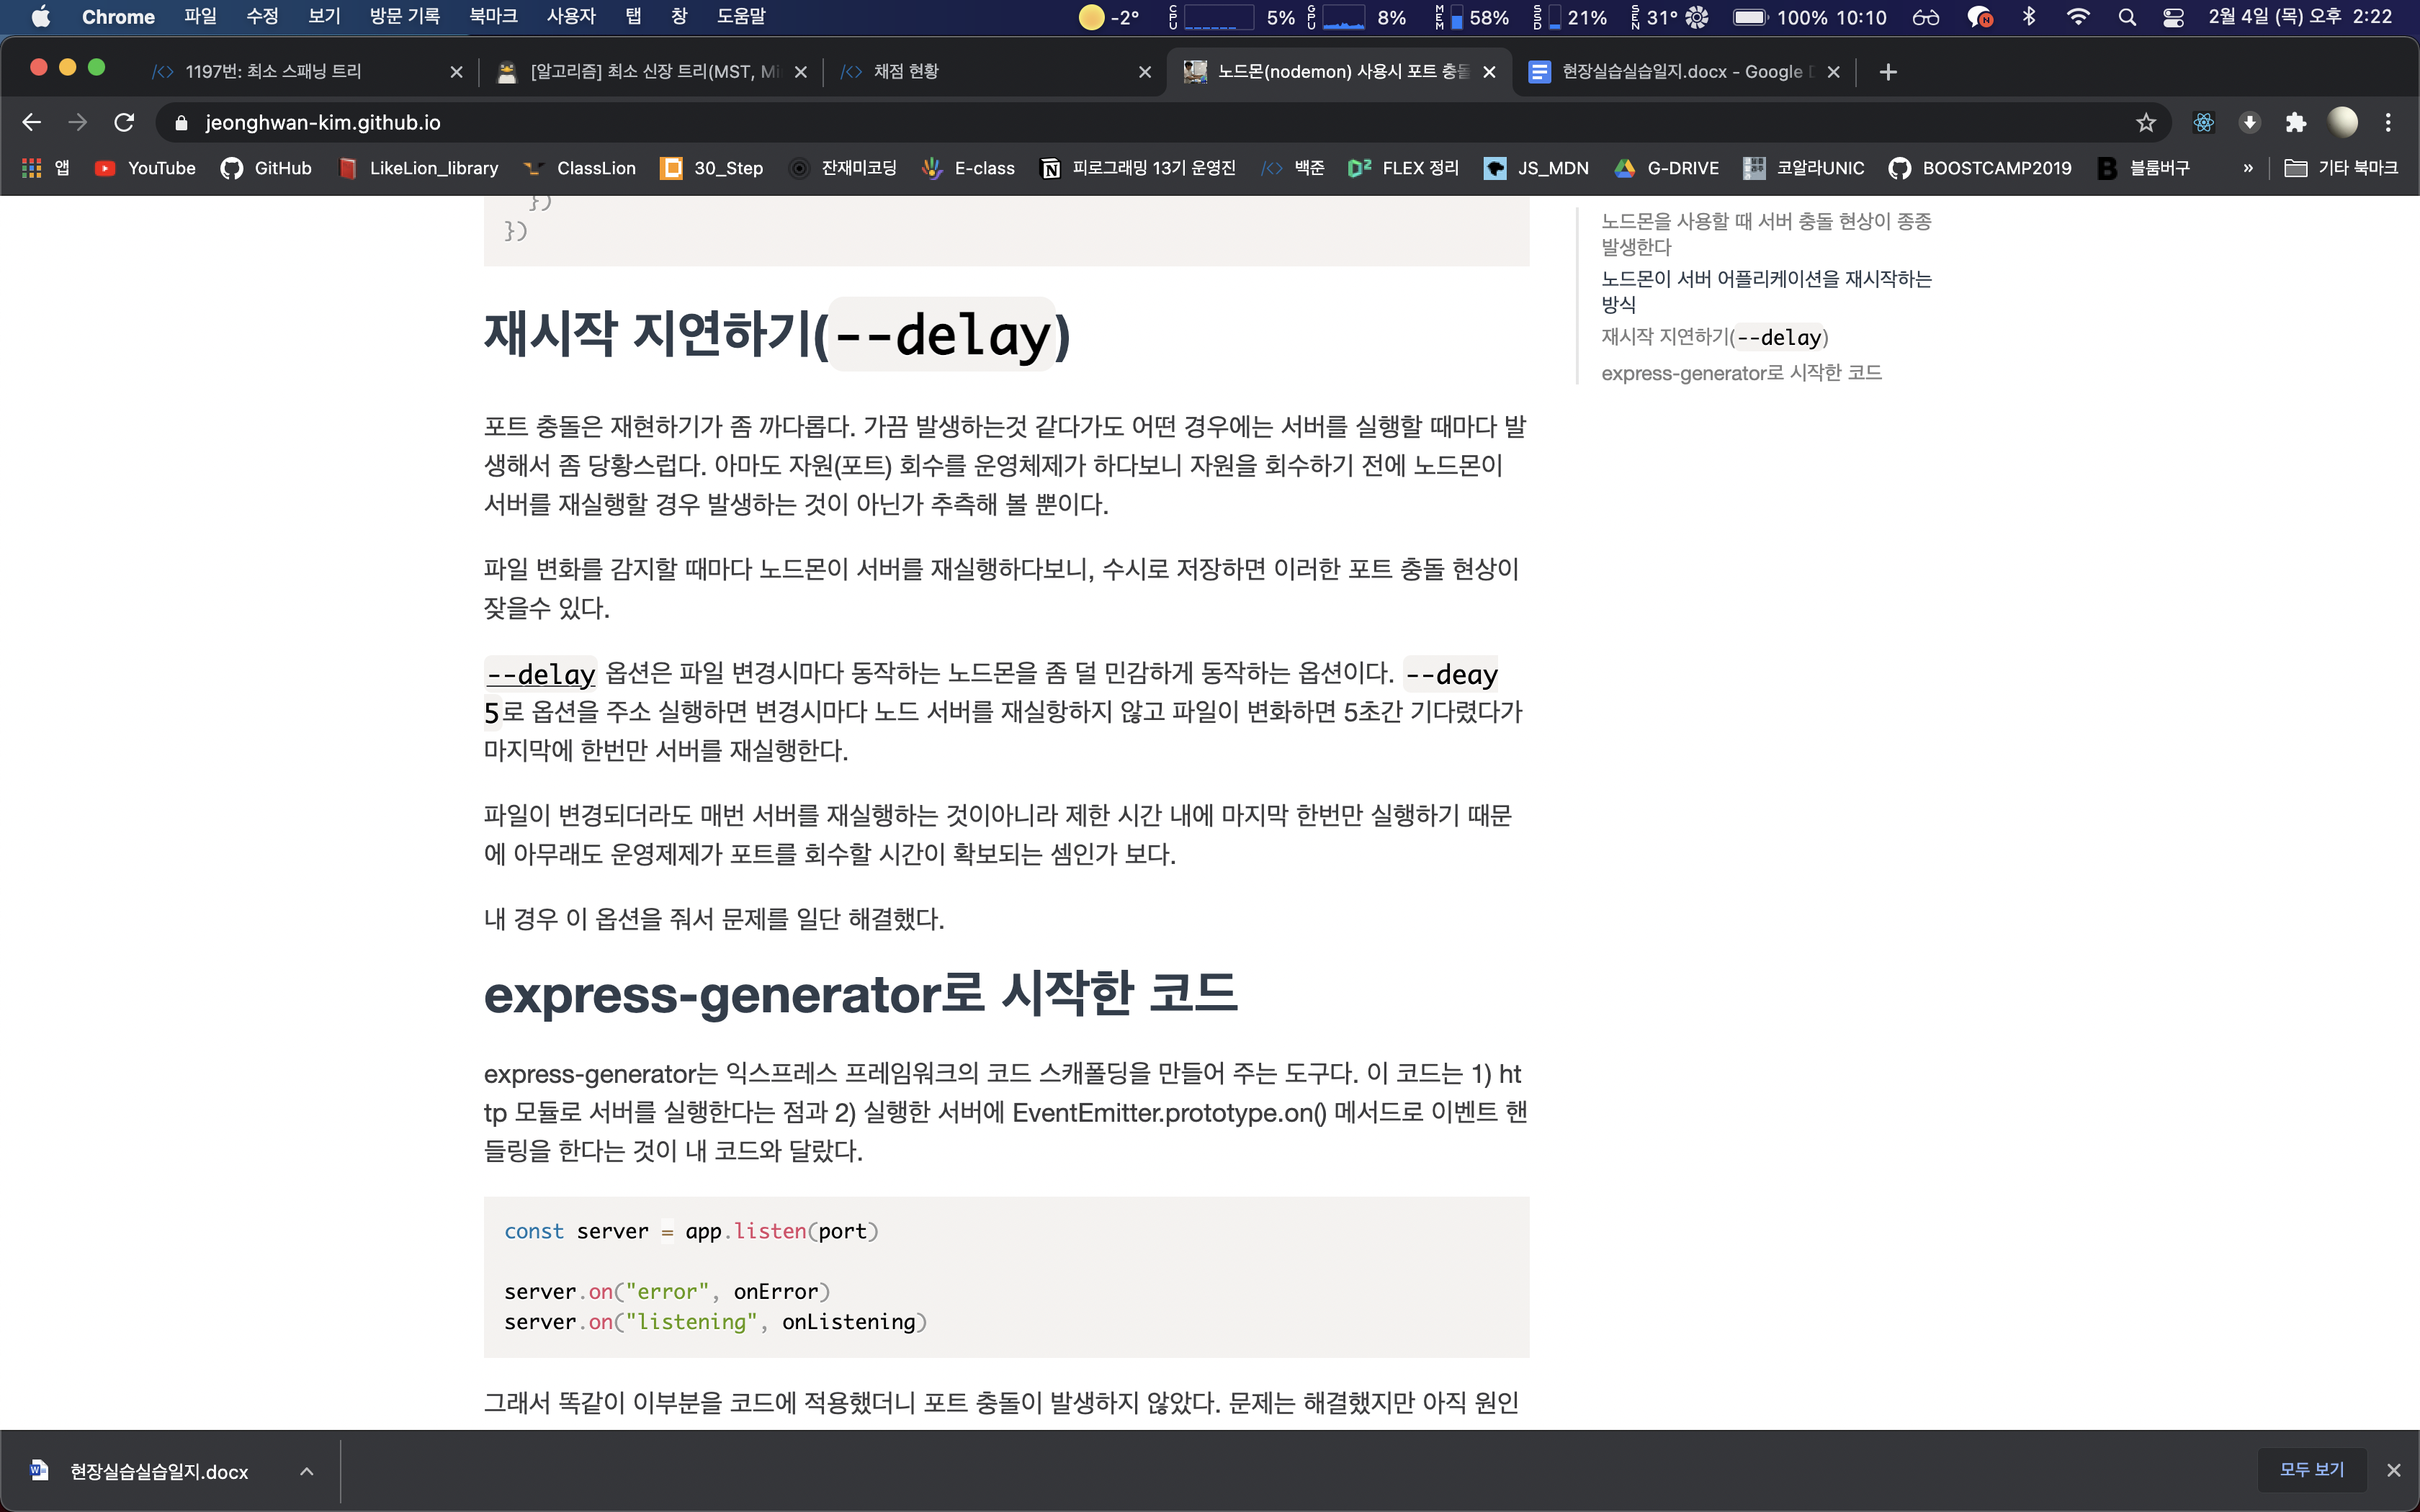 Chrome 파일 수정 보기 방문 기록 북마크 사용자 탭 창 도움말 -2° CPU 5% GPU 8% MEM 58% SSD 21% SEN 31° 100% 10:10 N 2월 4일 (목) 오후 2:22
1197번: 최소 스패닝 트리 [알고리즘] 최소 신장 트리(MST, Mi 채점 현황 노드몬(nodemon) 사용시 포트 충돌 현장실습실습일지.docx - Google D
jeonghwan-kim.github.io
앱 YouTube GitHub LikeLion_library ClassLion 30_Step 잔재미코딩 E-class 피로그래밍 13기 운영진 백준 FLEX 정리 JS_MDN G-DRIVE 코알라UNIC BOOSTCAMP2019 B 블룸버구 » 기타 북마크
})
})
재시작 지연하기(--delay)
포트 충돌은 재현하기가 좀 까다롭다. 가끔 발생하는것 같다가도 어떤 경우에는 서버를 실행할 때마다 발
생해서 좀 당황스럽다. 아마도 자원(포트) 회수를 운영체제가 하다보니 자원을 회수하기 전에 노드몬이
서버를 재실행할 경우 발생하는 것이 아닌가 추측해 볼 뿐이다.
파일 변화를 감지할 때마다 노드몬이 서버를 재실행하다보니, 수시로 저장하면 이러한 포트 충돌 현상이
잦을수 있다.
--delay 옵션은 파일 변경시마다 동작하는 노드몬을 좀 덜 민감하게 동작하는 옵션이다. --deay
5로 옵션을 주소 실행하면 변경시마다 노드 서버를 재실항하지 않고 파일이 변화하면 5초간 기다렸다가
마지막에 한번만 서버를 재실행한다.
파일이 변경되더라도 매번 서버를 재실행하는 것이아니라 제한 시간 내에 마지막 한번만 실행하기 때문
에 아무래도 운영제제가 포트를 회수할 시간이 확보되는 셈인가 보다.
내 경우 이 옵션을 줘서 문제를 일단 해결했다.
express-generator로 시작한 코드
express-generator는 익스프레스 프레임워크의 코드 스캐폴딩을 만들어 주는 도구다. 이 코드는 1) ht
tp 모듈로 서버를 실행한다는 점과 2) 실행한 서버에 EventEmitter.prototype.on() 메서드로 이벤트 핸
들링을 한다는 것이 내 코드와 달랐다.
const server = app.listen(port)
server.on("error", onError)
server.on("listening", onListening)
그래서 똑같이 이부분을 코드에 적용했더니 포트 충돌이 발생하지 않았다. 문제는 해결했지만 아직 원인
노드몬을 사용할 때 서버 충돌 현상이 종종
발생한다
노드몬이 서버 어플리케이션을 재시작하는
방식
재시작 지연하기(--delay)
express-generator로 시작한 코드
현장실습실습일지.docx
모두 보기